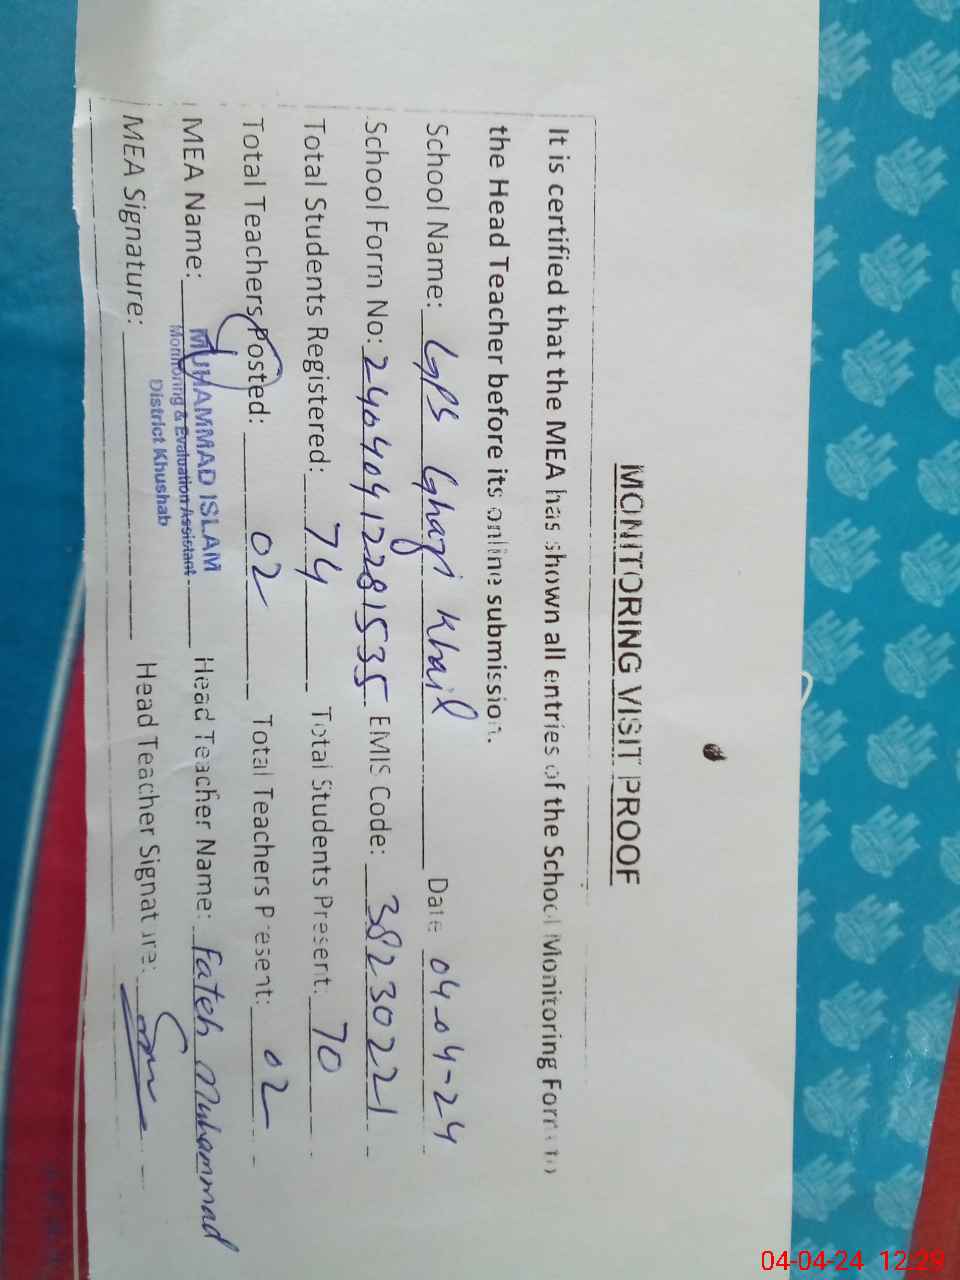 MONITORING VISIT PROOF
It is certified that the MEA has shown all entries of the School Monitoring Form to
the Head Teacher before its online submission.
School Name: GPS Ghazi Khail Date 04-04-24
School Form No: 24040412281535 EMIS Code: 38230221
Total Students Registered: 74 Total Students Present: 70
Total Teachers Posted: 02 Total Teachers Present: 02
MEA Name: MUHAMMAD ISLAM Head Teacher Name: Fateh Muhammad
Monitoring & Evaluation Assistant
District Khushab
MEA Signature: Head Teacher Signature:
04-04-24 12:29